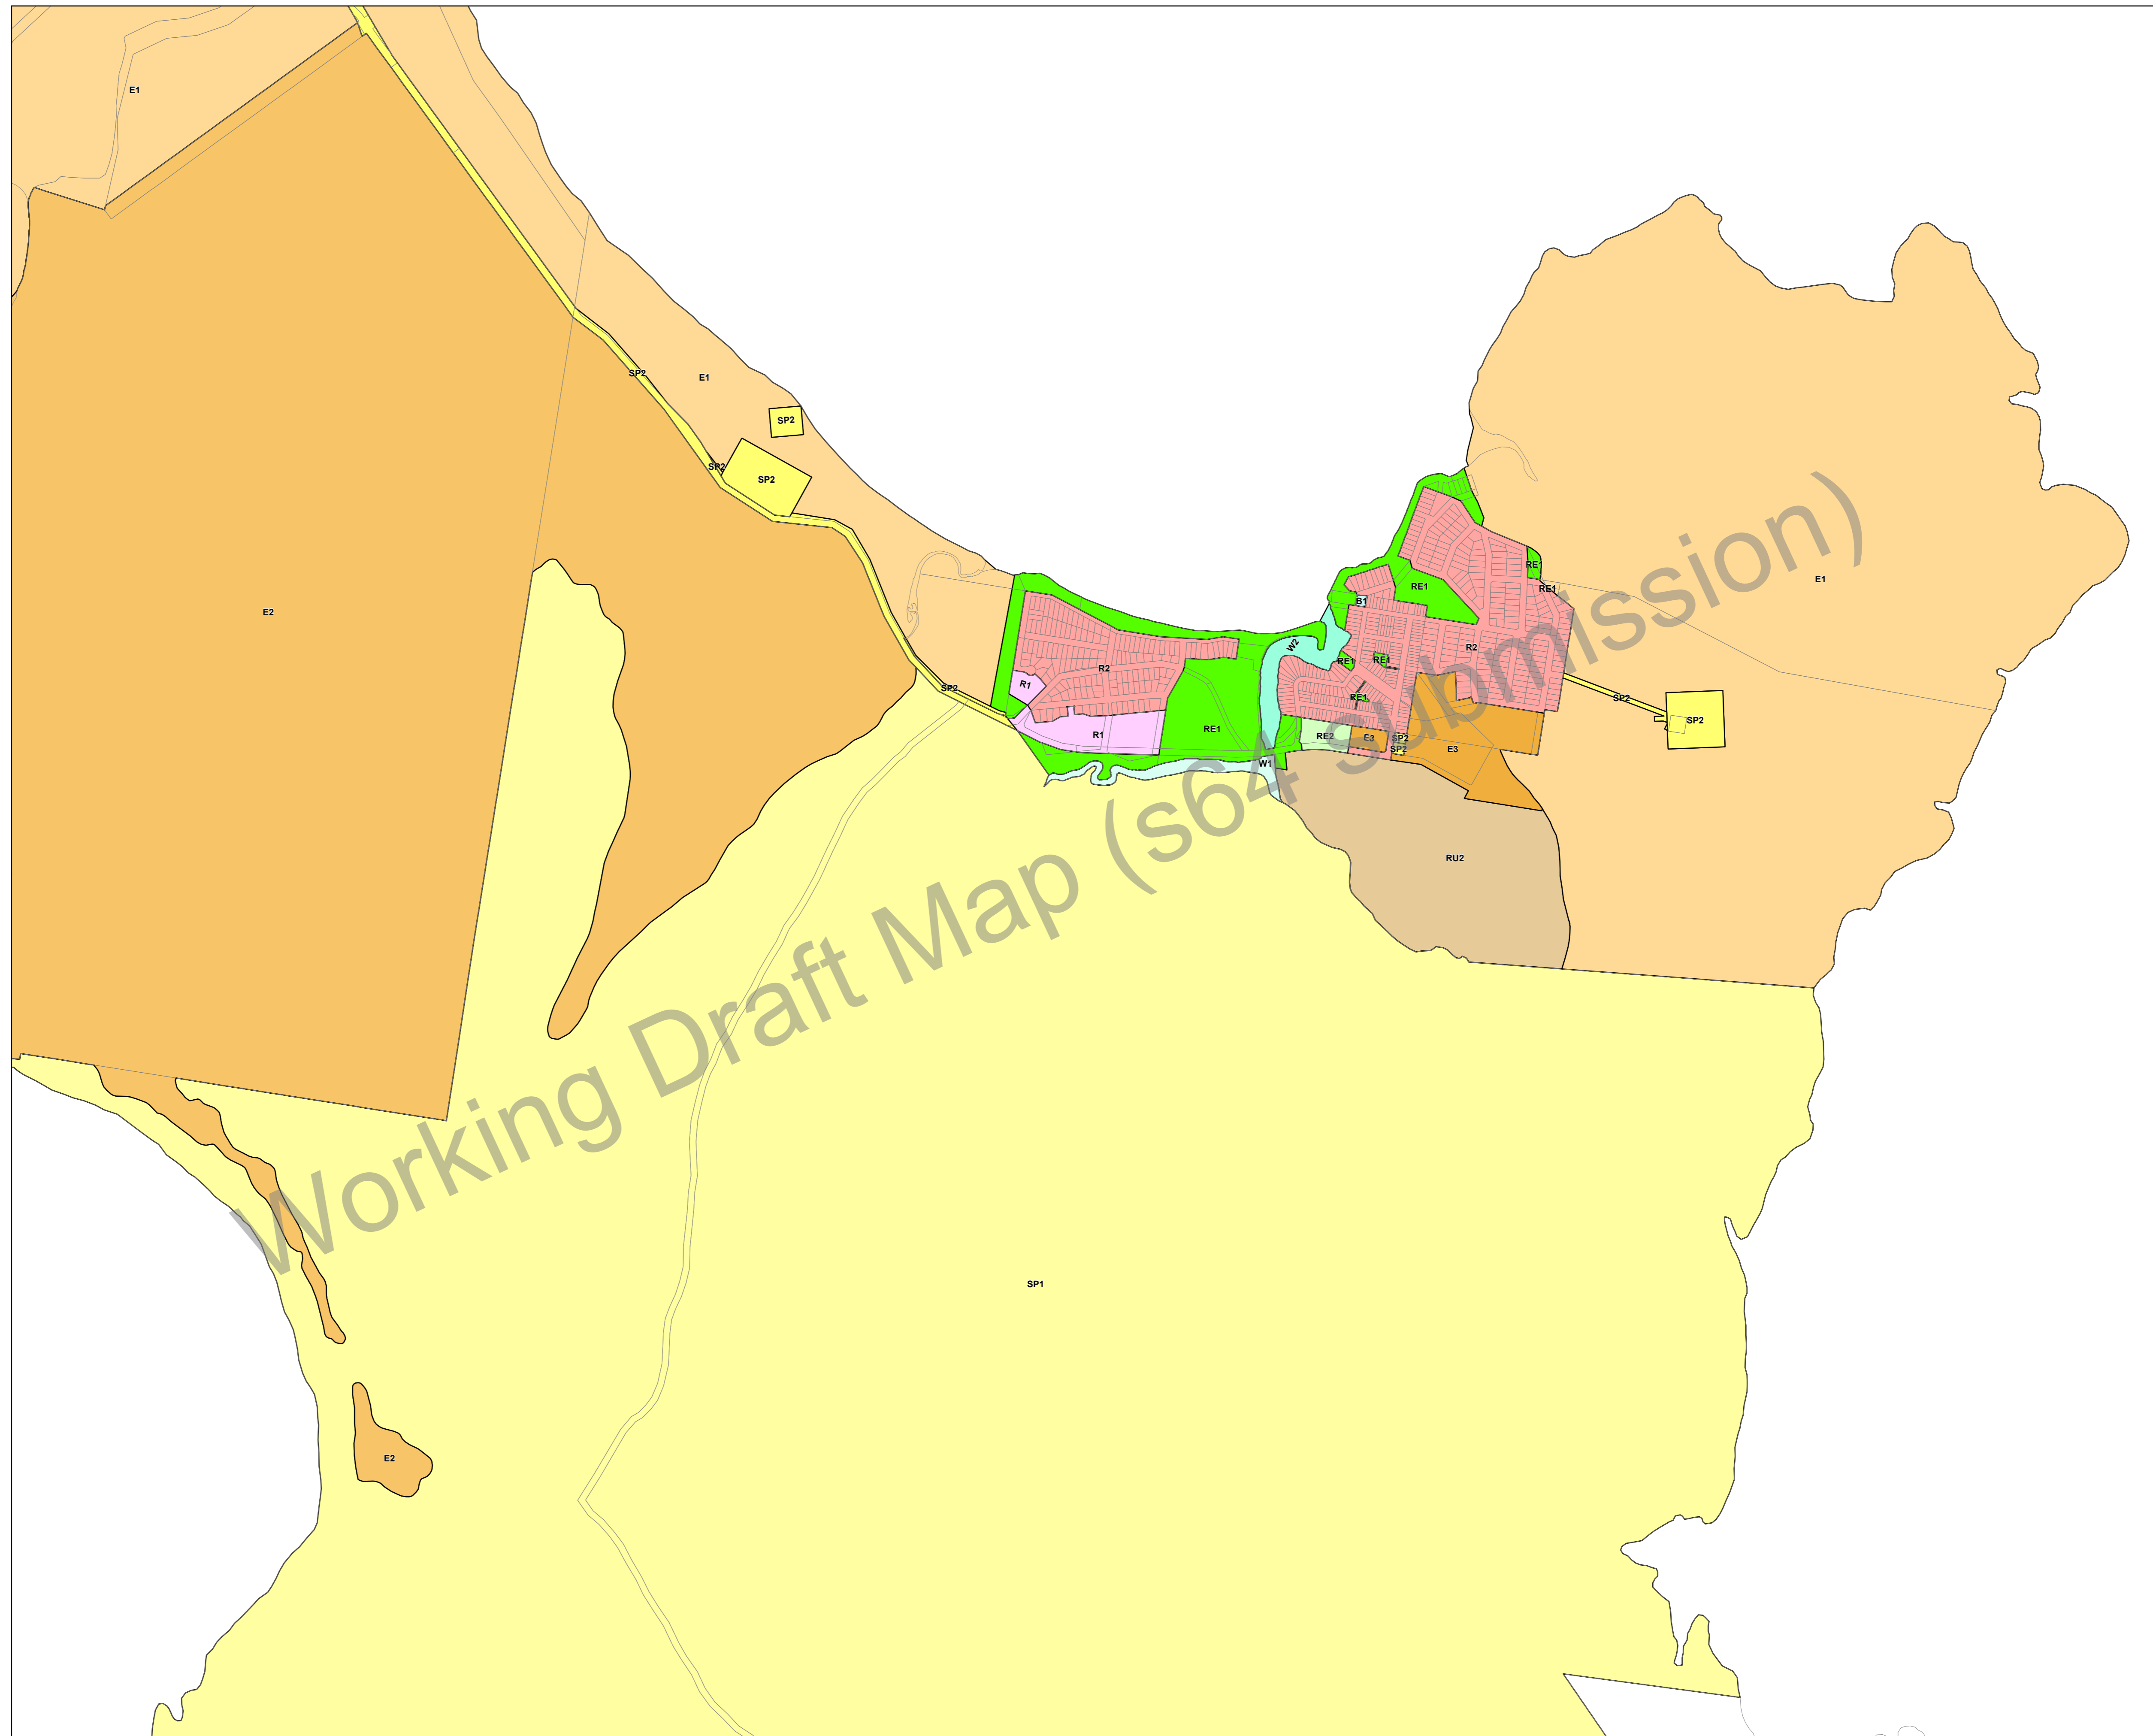 E1
SP2
E1
SP2
SP2
SP2
RE1
E1
RE1
RE1
B1
E2
W2
R2
RE1
RE1
R2
R1
SP2
RE1
SP2
SP2
RE1
R1
RE2
E3
SP2
SP2
E3
W1
RU2
SP1
E2
Working Draft Map (s64 submission)